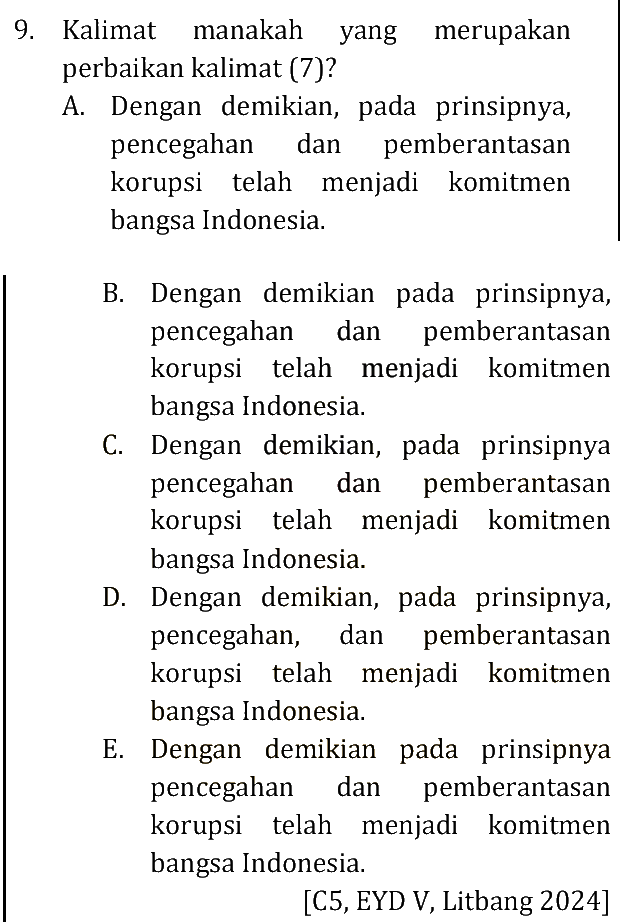 9. Kalimat manakah yang merupakan
perbaikan kalimat (7)?
A. Dengan demikian, pada prinsipnya,
pencegahan dan pemberantasan
korupsi telah menjadi komitmen
bangsa Indonesia.
B. Dengan demikian pada prinsipnya,
pencegahan dan pemberantasan
korupsi telah menjadi komitmen
bangsa Indonesia.
C. Dengan demikian, pada prinsipnya
pencegahan dan pemberantasan
korupsi telah menjadi komitmen
bangsa Indonesia.
D. Dengan demikian, pada prinsipnya,
pencegahan, dan pemberantasan
korupsi telah menjadi komitmen
bangsa Indonesia.
E. Dengan demikian pada prinsipnya
pencegahan dan pemberantasan
korupsi telah menjadi komitmen
bangsa Indonesia.
[C5, EYD V, Litbang 2024]